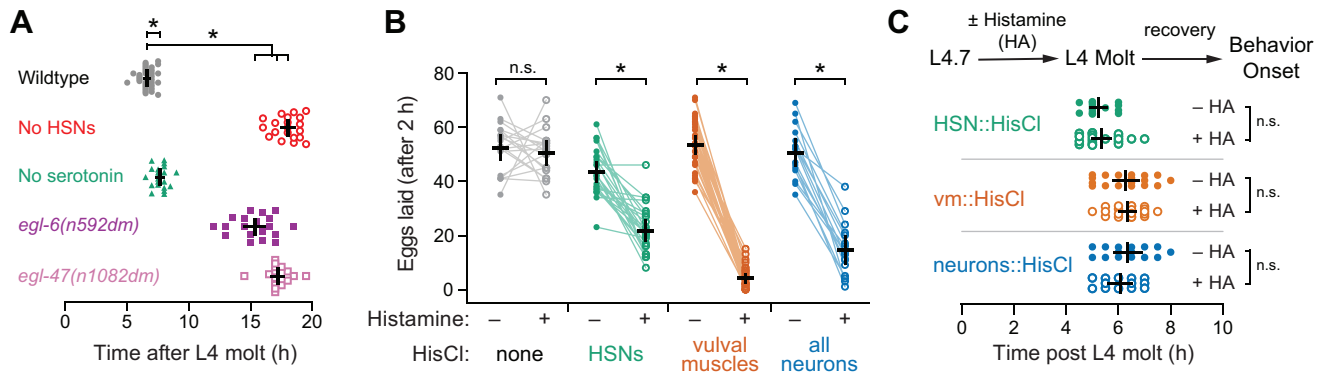 A
*
*
Wildtype
No HSNs
No serotonin
egl-6(n592dm)
egl-47(n1082dm)
0 5 10 15 20
Time after L4 molt (h)
B
n.s. * * *
Eggs laid (after 2 h)
80
60
40
20
0
Histamine: – + – + – + – +
HisCl: none HSNs vulval muscles all neurons
C
± Histamine
(HA)
recovery
L4.7 L4 Molt Behavior
Onset
HSN::HisCl
– HA
+ HA
n.s.
vm::HisCl
– HA
+ HA
n.s.
neurons::HisCl
– HA
+ HA
n.s.
0 2 4 6 8 10
Time post L4 molt (h)